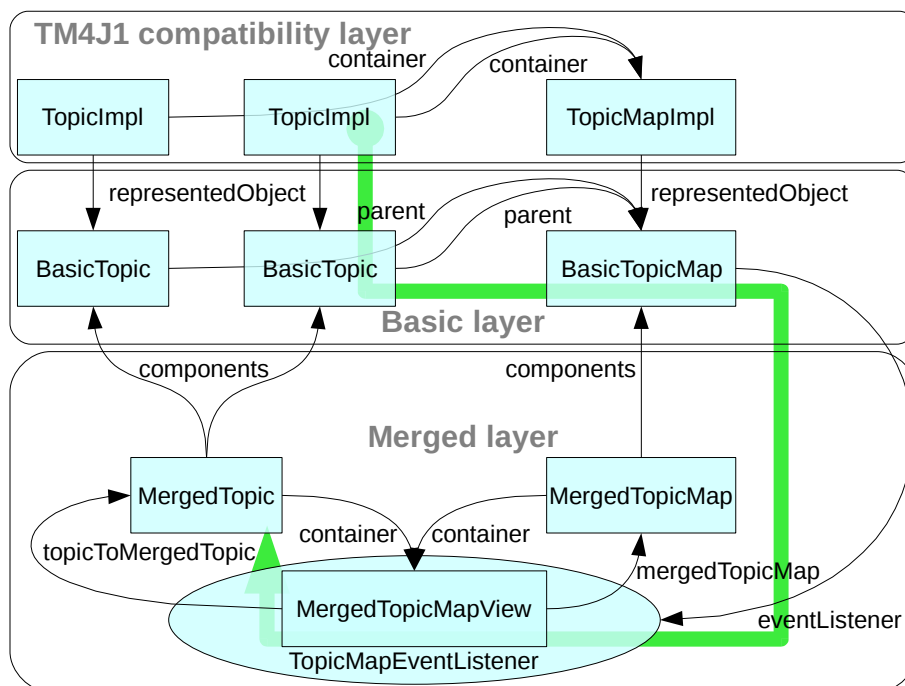 TM4J1 compatibility layer
container
container
TopicImpl
TopicImpl
TopicMapImpl
representedObject
representedObject
parent
parent
BasicTopic
BasicTopic
BasicTopicMap
Basic layer
components
components
Merged layer
MergedTopic
MergedTopicMap
container
container
topicToMergedTopic
mergedTopicMap
MergedTopicMapView
eventListener
TopicMapEventListener